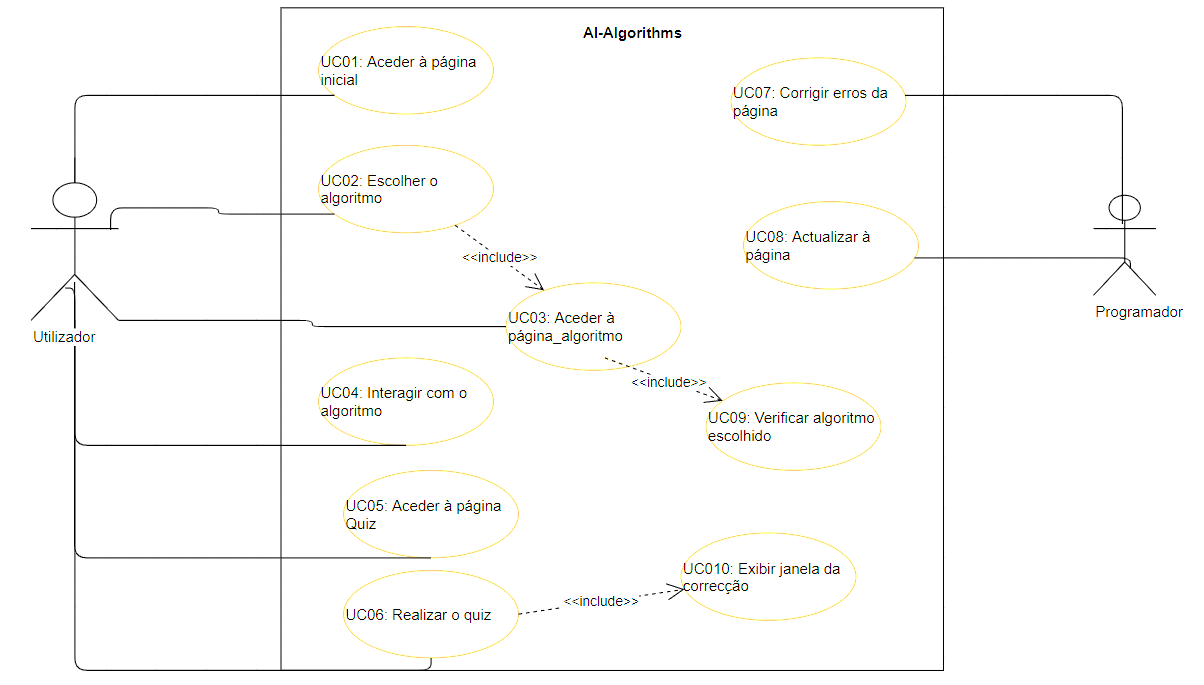 AI-Algorithms
UC01: Aceder à página
inicial
UC07: Corrigir erros da
página
UC02: Escolher o
algoritmo
UC08: Actualizar à
página
<<include>>
Programador
UC03: Aceder à
página_algoritmo
Utilizador
<<include>>
UC04: Interagir com o
algoritmo
UC09: Verificar algoritmo
escolhido
UC05: Aceder à página
Quiz
UC010: Exibir janela da
correcção
<<include>>
UC06: Realizar o quiz